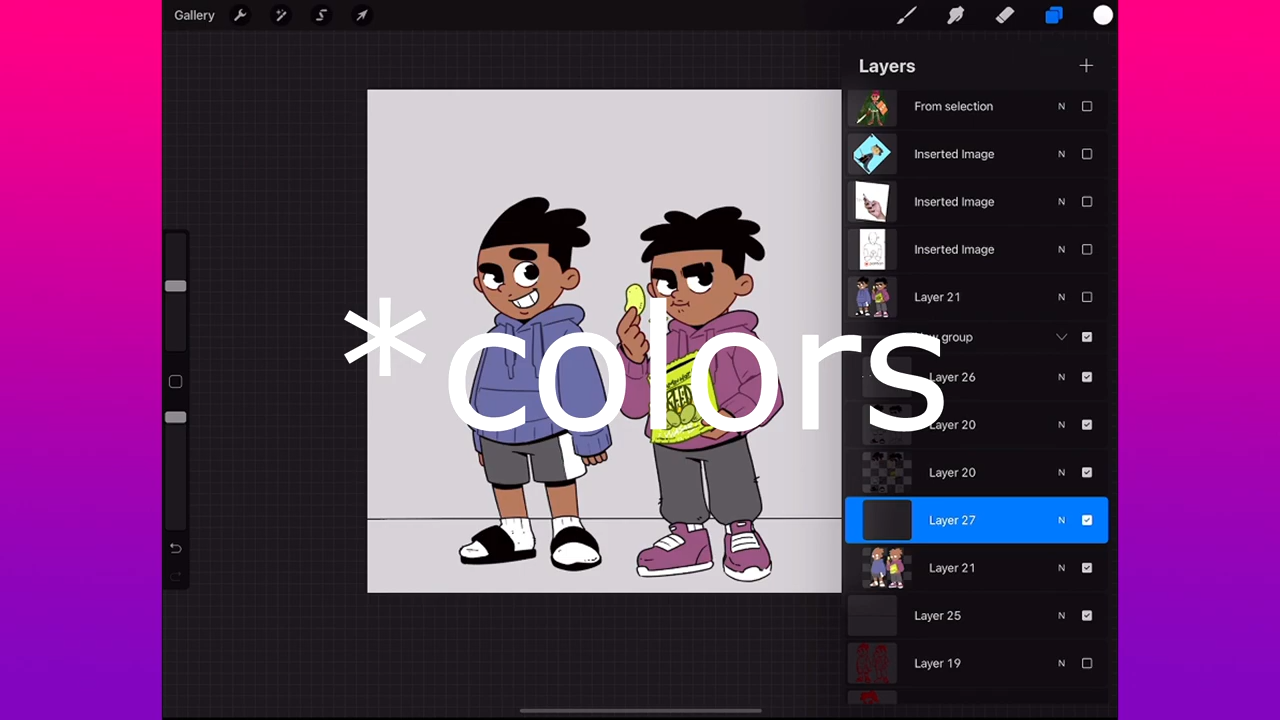 Gallery
Layers
From selection N
Inserted Image N
Inserted Image N
Inserted Image N
Layer 21 N
group
Layer 26 N
Layer 20 N
Layer 20 N
Layer 27 N
Layer 21 N
Layer 25 N
Layer 19 N
*colors